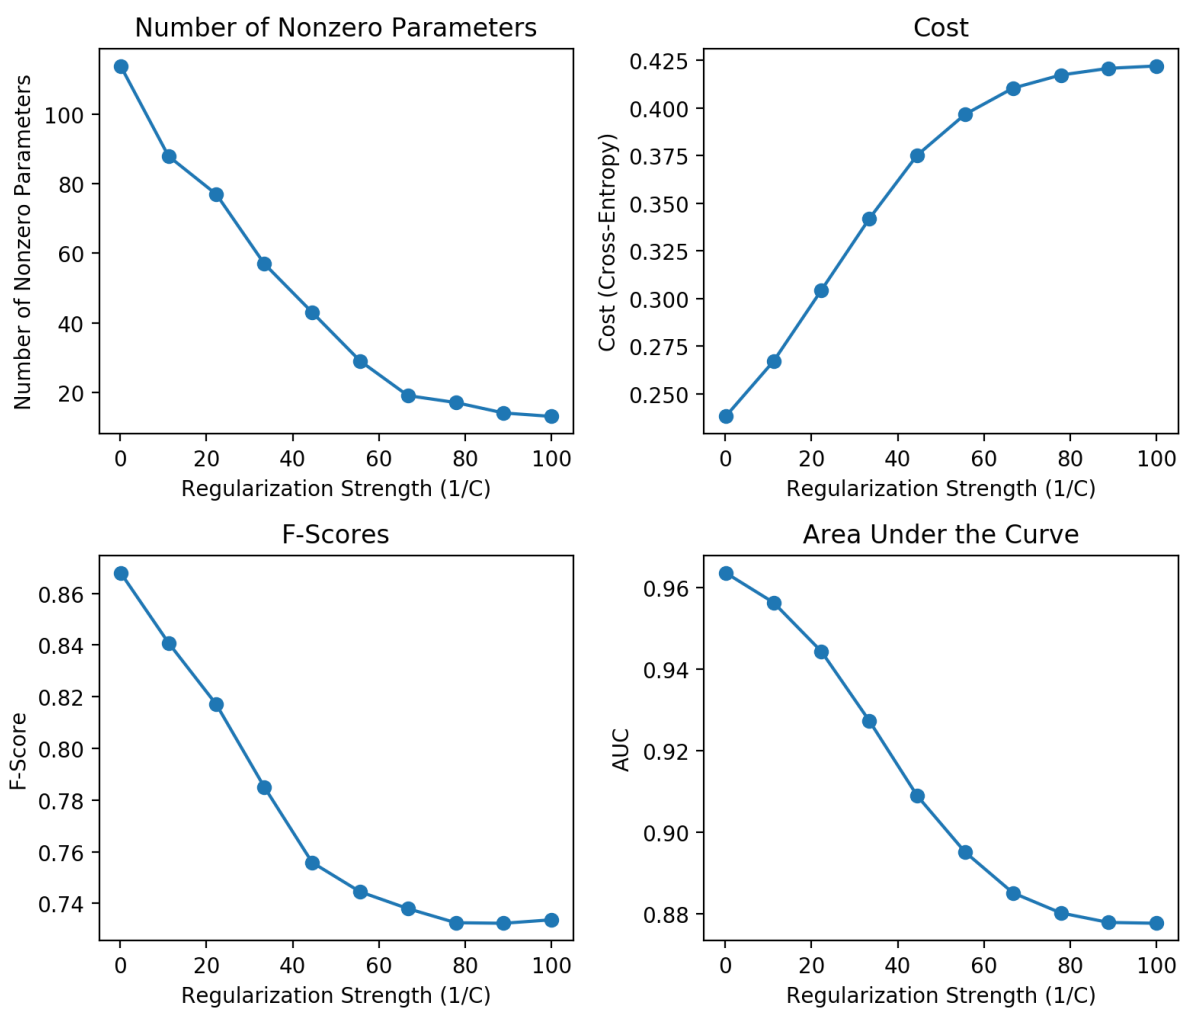 Number of Nonzero Parameters
Number of Nonzero Parameters
100
80
60
40
20
0 20 40 60 80 100
Regularization Strength (1/C)
Cost
Cost (Cross-Entropy)
0.425
0.400
0.375
0.350
0.325
0.300
0.275
0.250
0 20 40 60 80 100
Regularization Strength (1/C)
F-Scores
F-Score
0.86
0.84
0.82
0.80
0.78
0.76
0.74
0 20 40 60 80 100
Regularization Strength (1/C)
Area Under the Curve
AUC
0.96
0.94
0.92
0.90
0.88
0 20 40 60 80 100
Regularization Strength (1/C)